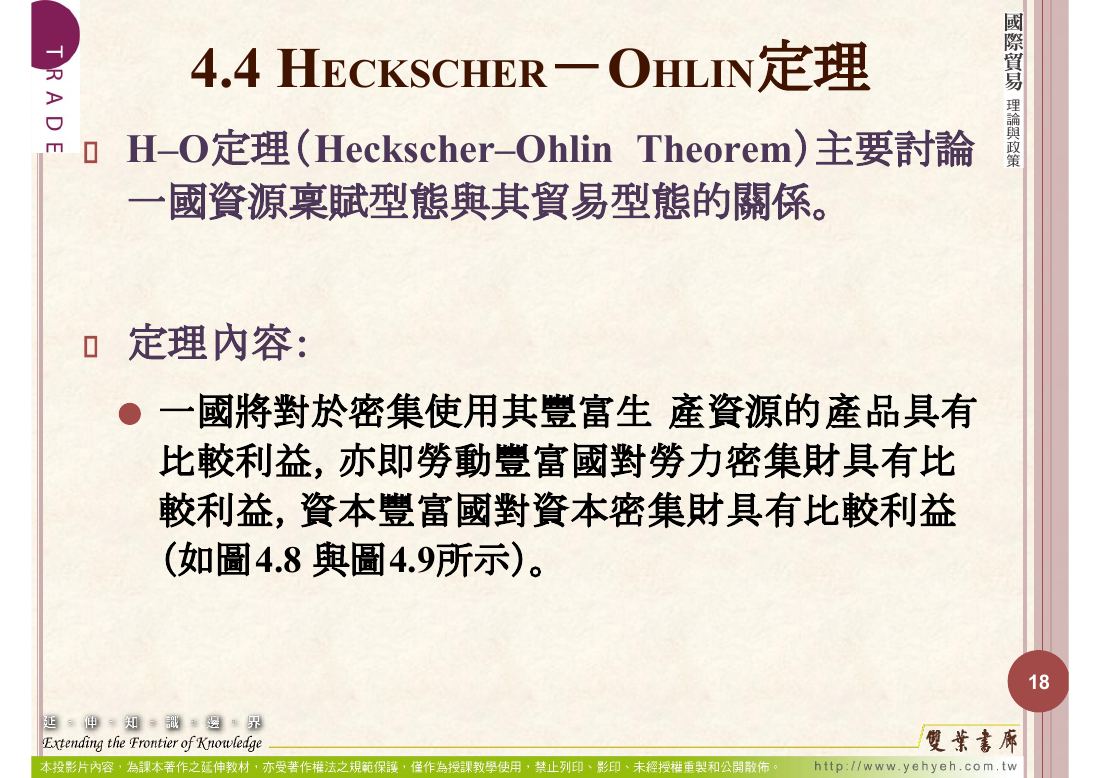 TRADE
國際貿易 理論與政策
4.4 HECKSCHER－OHLIN定理
H–O定理（Heckscher–Ohlin Theorem）主要討論
一國資源稟賦型態與其貿易型態的關係。
定理內容：
一國將對於密集使用其豐富生 產資源的產品具有
比較利益，亦即勞動豐富國對勞力密集財具有比
較利益，資本豐富國對資本密集財具有比較利益
（如圖4.8 與圖4.9所示）。
18
延。伸。知。識。邊。界
Extending the Frontier of Knowledge
雙葉書廊
本投影片內容，為課本著作之延伸教材，亦受著作權法之規範保護，僅作為授課教學使用，禁止列印、影印、未經授權重製和公開散佈。
http://www.yehyeh.com.tw